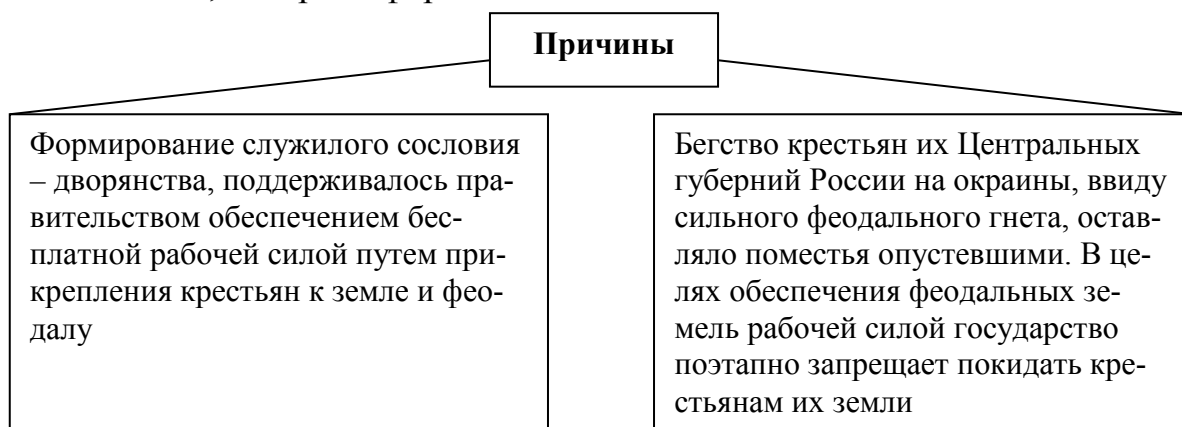 Причины
Формирование служилого сословия
– дворянства, поддерживалось пра-
вительством обеспечением бес-
платной рабочей силой путем при-
крепления крестьян к земле и фео-
далу
Бегство крестьян их Центральных
губерний России на окраины, ввиду
сильного феодального гнета, остав-
ляло поместья опустевшими. В це-
лях обеспечения феодальных зе-
мель рабочей силой государство
поэтапно запрещает покидать кре-
стьянам их земли